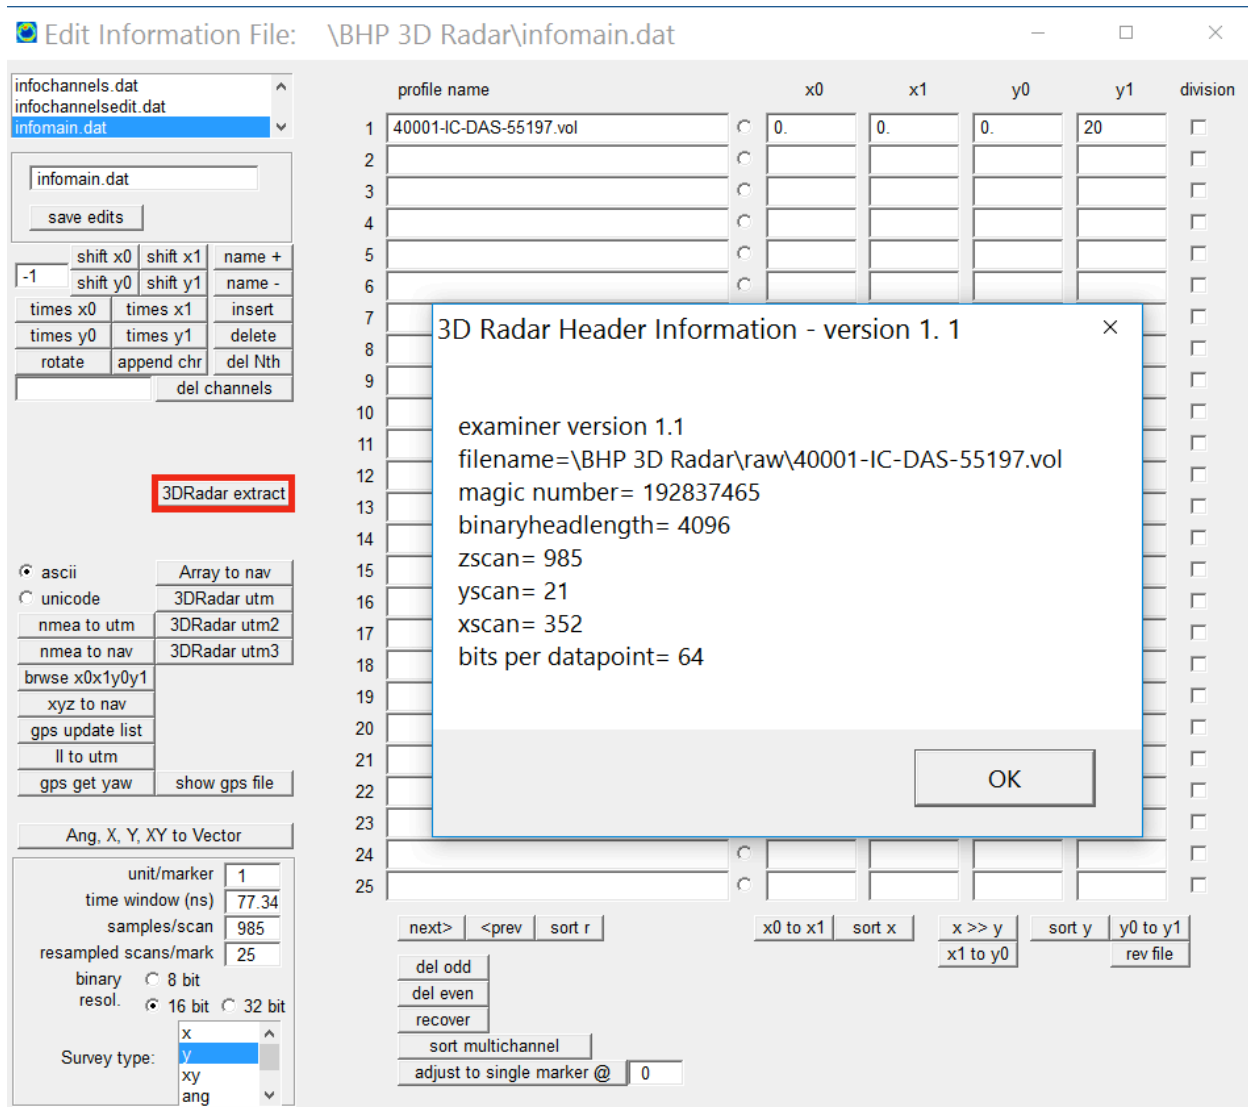 Edit Information File: \BHP 3D Radar\infomain.dat
infochannels.dat
infochannelsedit.dat
infomain.dat
infomain.dat
save edits
shift x0 shift x1 name +
-1 shift y0 shift y1 name -
times x0 times x1 insert
times y0 times y1 delete
rotate append chr del Nth
del channels
3DRadar extract
ascii Array to nav
unicode 3DRadar utm
nmea to utm 3DRadar utm2
nmea to nav 3DRadar utm3
brwse x0x1y0y1
xyz to nav
gps update list
ll to utm
gps get yaw show gps file
Ang, X, Y, XY to Vector
unit/marker 1
time window (ns) 77.34
samples/scan 985
resampled scans/mark 25
binary 8 bit
resol. 16 bit 32 bit
Survey type:
x
y
xy
ang
profile name x0 x1 y0 y1 division
1 40001-IC-DAS-55197.vol 0. 0. 0. 20
2
3
4
5
6
7
8
9
10
11
12
13
14
15
16
17
18
19
20
21
22
23
24
25
3D Radar Header Information - version 1. 1
examiner version 1.1
filename=\BHP 3D Radar\raw\40001-IC-DAS-55197.vol
magic number= 192837465
binaryheadlength= 4096
zscan= 985
yscan= 21
xscan= 352
bits per datapoint= 64
OK
next> <prev sort r x0 to x1 sort x x >> y sort y y0 to y1
x1 to y0 rev file
del odd
del even
recover
sort multichannel
adjust to single marker @ 0